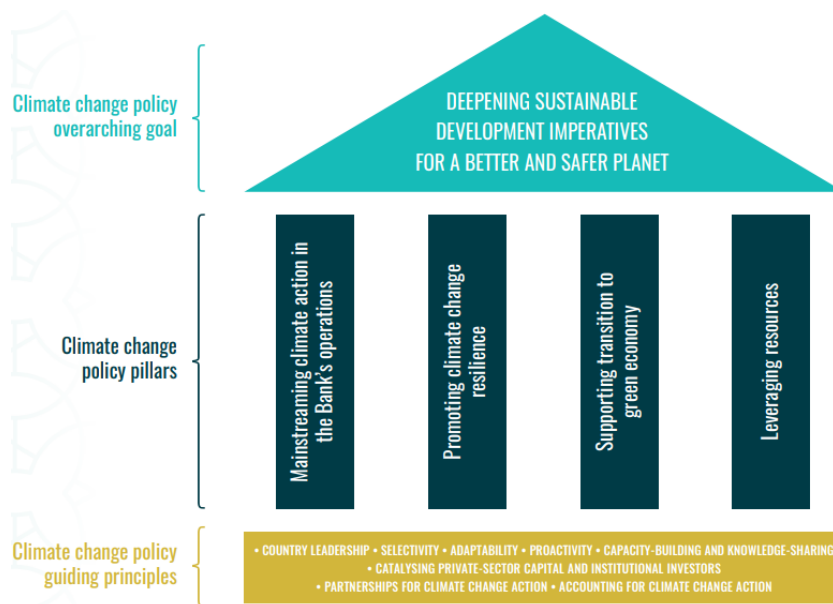 Climate change policy
overarching goal
DEEPENING SUSTAINABLE
DEVELOPMENT IMPERATIVES
FOR A BETTER AND SAFER PLANET
Climate change
policy pillars
Mainstreaming climate action in
the Bank's operations
Promoting climate change
resilience
Supporting transition to
green economy
Leveraging resources
Climate change policy
guiding principles
• COUNTRY LEADERSHIP • SELECTIVITY • ADAPTABILITY • PROACTIVITY • CAPACITY-BUILDING AND KNOWLEDGE-SHARING
• CATALYSING PRIVATE-SECTOR CAPITAL AND INSTITUTIONAL INVESTORS
• PARTNERSHIPS FOR CLIMATE CHANGE ACTION • ACCOUNTING FOR CLIMATE CHANGE ACTION